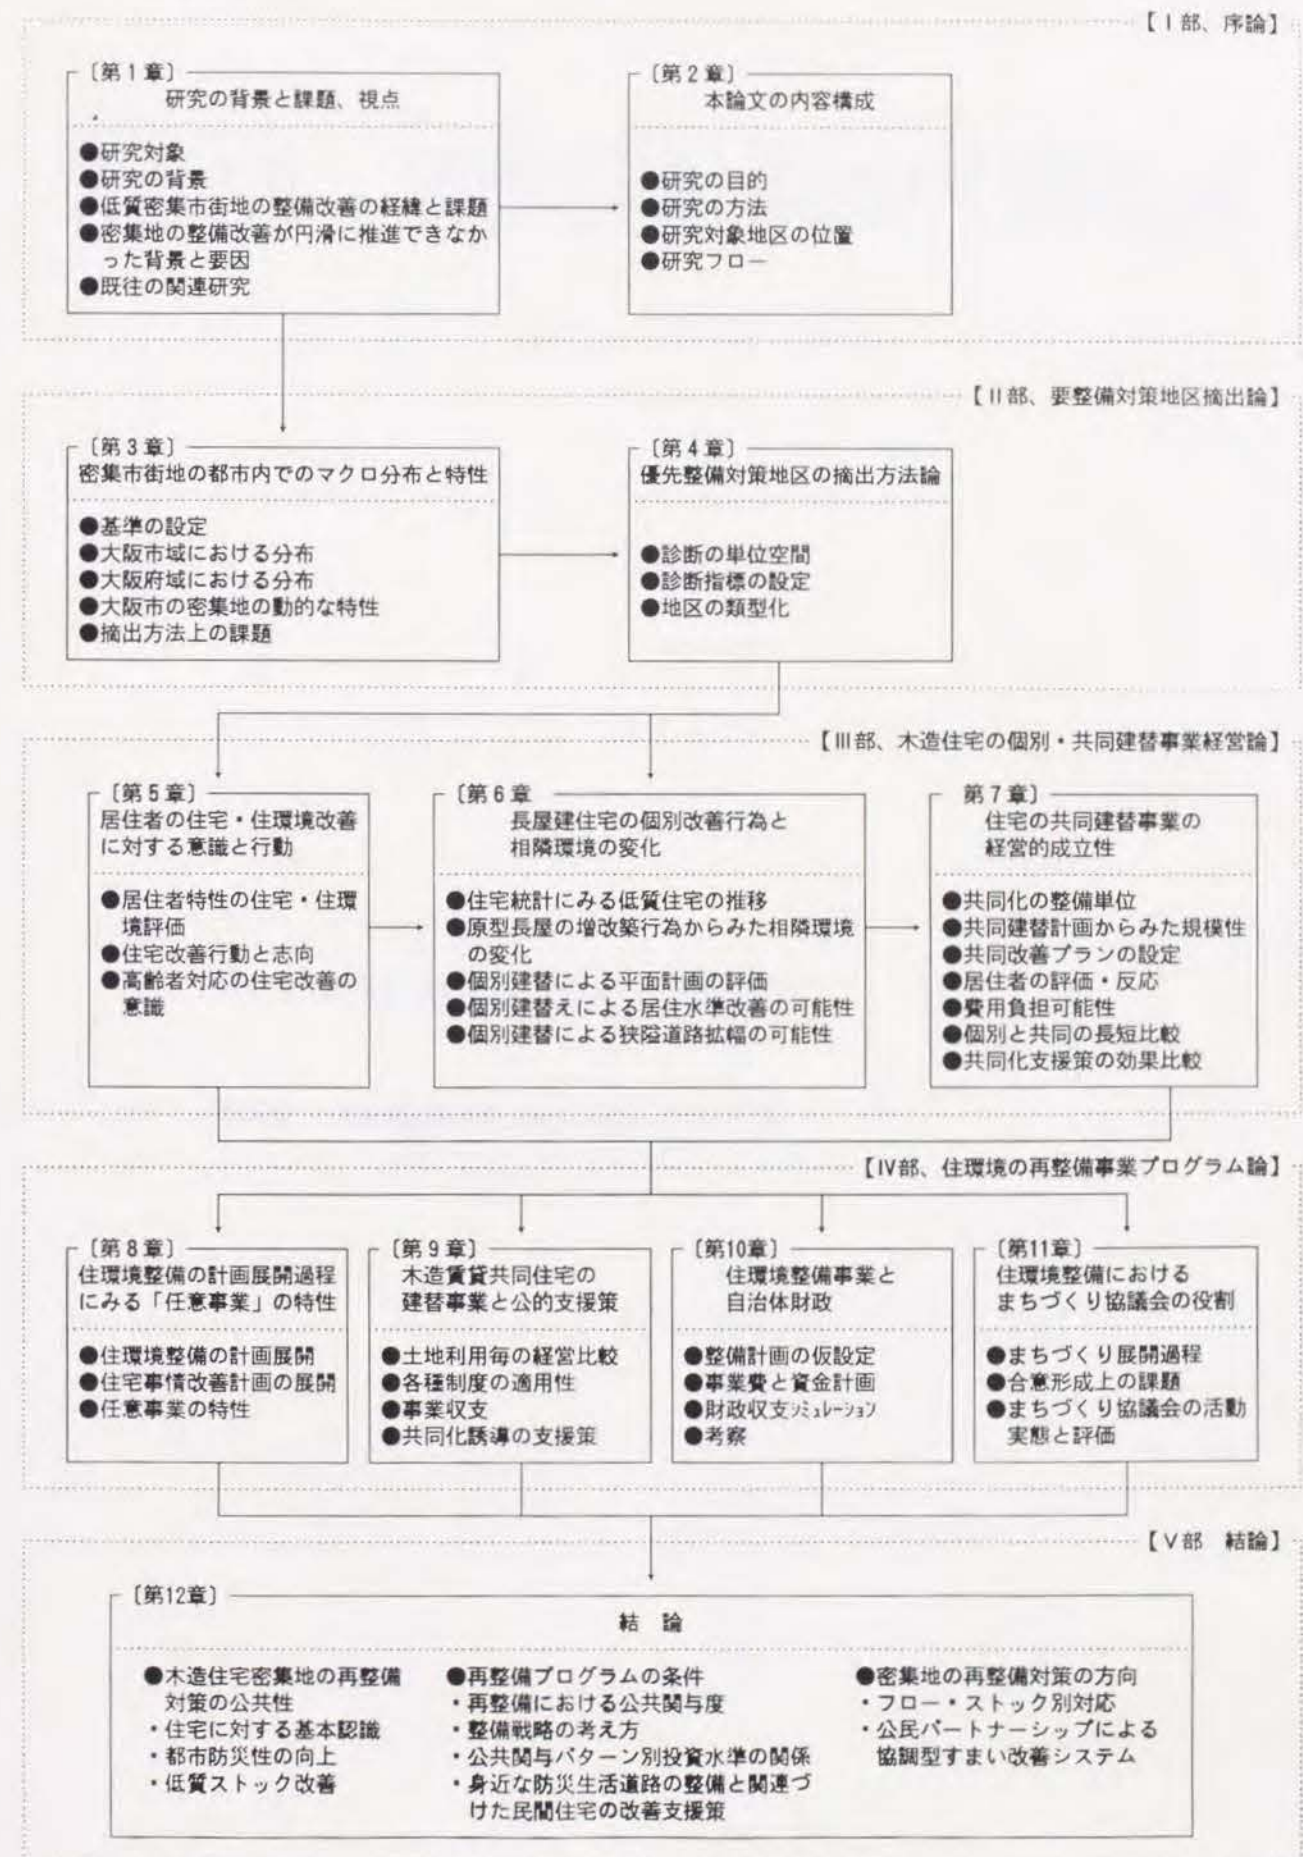 【Ⅰ部、序論】
〔第1章〕
研究の背景と課題、視点
●研究対象
●研究の背景
●低質密集市街地の整備改善の経緯と課題
●密集地の整備改善が円滑に推進できなか
った背景と要因
●既往の関連研究
〔第2章〕
本論文の内容構成
●研究の目的
●研究の方法
●研究対象地区の位置
●研究フロー
【Ⅱ部、要整備対策地区摘出論】
〔第3章〕
密集市街地の都市内でのマクロ分布と特性
●基準の設定
●大阪市域における分布
●大阪府域における分布
●大阪市の密集地の動的な特性
●摘出方法上の課題
〔第4章〕
優先整備対策地区の摘出方法論
●診断の単位空間
●診断指標の設定
●地区の類型化
【Ⅲ部、木造住宅の個別・共同建替事業経営論】
〔第5章〕
居住者の住宅・住環境改善
に対する意識と行動
●居住者特性の住宅・住環
境評価
●住宅改善行動と志向
●高齢者対応の住宅改善の
意識
〔第6章
長屋建住宅の個別改善行為と
相隣環境の変化
●住宅統計にみる低質住宅の推移
●原型長屋の増改築行為からみた相隣環境
の変化
●個別建替による平面計画の評価
●個別建替えによる居住水準改善の可能性
●個別建替による狭隘道路拡幅の可能性
第7章〕
住宅の共同建替事業の
経営的成立性
●共同化の整備単位
●共同建替計画からみた規模性
●共同改善プランの設定
●居住者の評価・反応
●費用負担可能性
●個別と共同の長短比較
●共同化支援策の効果比較
【Ⅳ部、住環境の再整備事業プログラム論】
〔第8章〕
住環境整備の計画展開過程
にみる「任意事業」の特性
●住環境整備の計画展開
●住宅事情改善計画の展開
●任意事業の特性
〔第9章〕
木造賃貸共同住宅の
建替事業と公的支援策
●土地利用毎の経営比較
●各種制度の適用性
●事業収支
●共同化誘導の支援策
〔第10章〕
住環境整備事業と
自治体財政
●整備計画の仮設定
●事業費と資金計画
●財政収支シミュレーション
●考察
〔第11章〕
住環境整備における
まちづくり協議会の役割
●まちづくり展開過程
●合意形成上の課題
●まちづくり協議会の活動
実態と評価
【Ⅴ部 結論】
〔第12章〕
結 論
●木造住宅密集地の再整備
対策の公共性
・住宅に対する基本認識
・都市防災性の向上
・低質ストック改善
●再整備プログラムの条件
・再整備における公共関与度
・整備戦略の考え方
・公共関与パターン別投資水準の関係
・身近な防災生活道路の整備と関連づ
けた民間住宅の改善支援策
●密集地の再整備対策の方向
・フロー・ストック別対応
・公民パートナーシップによる
協調型すまい改善システム